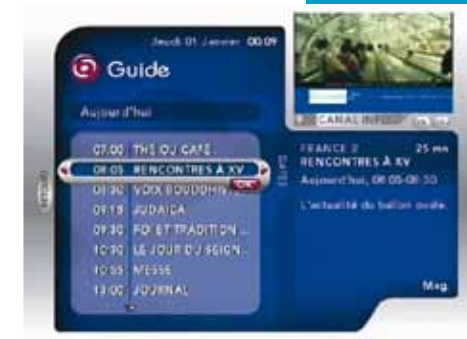 Jeudi 01 Janvier 00:09
Guide
Aujourd'hui
07:00 THÉ OU CAFÉ
08:05 RENCONTRES À XV
OK
08:30 VOIX BOUDDHI
09:15 JUDAICA
09:30 FOI ET TRADITION ...
10:30 LE JOUR DU SEIGN...
10:55 MESSE
13:00 JOURNAL
DATES
CANAL INFO
FRANCE 2 25 mn
RENCONTRES À XV
Aujourd'hui, 08:05-08:30
L'actualité du ballon ovale.
Mag.